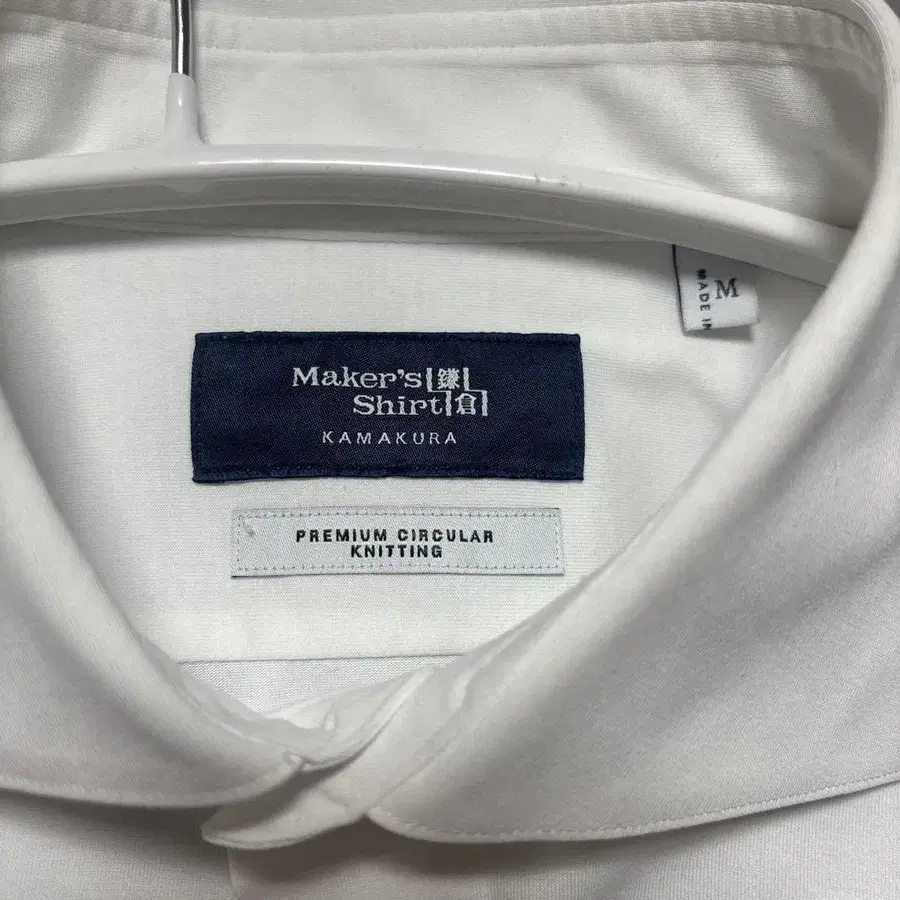 Maker's 鎌
Shirt 倉
KAMAKURA
PREMIUM CIRCULAR
KNITTING
M
MADE IN